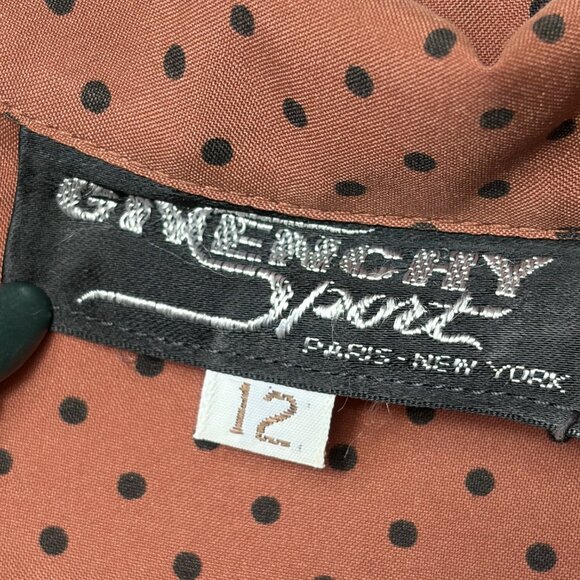 GIVENCHY
Sport
PARIS-NEW YORK
12